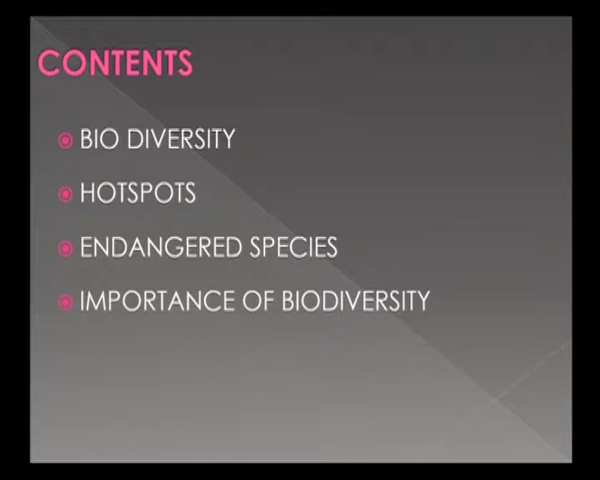 CONTENTS
BIO DIVERSITY
HOTSPOTS
ENDANGERED SPECIES
IMPORTANCE OF BIODIVERSITY